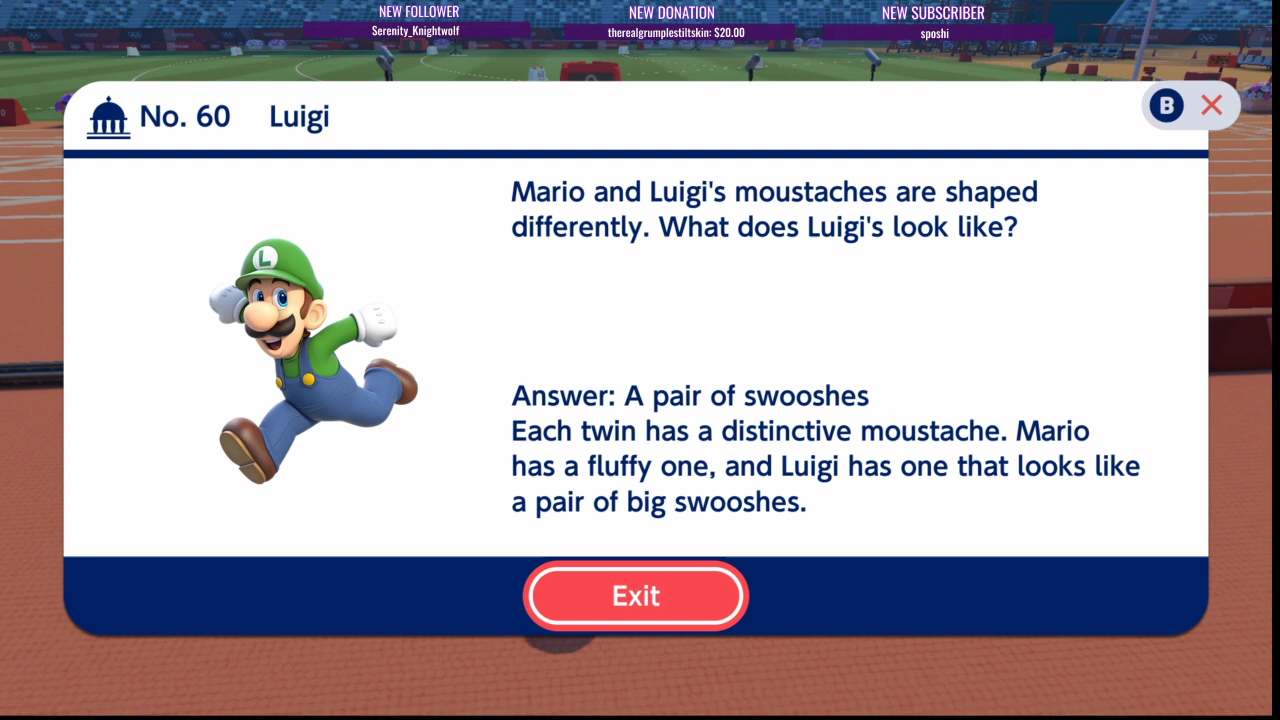 NEW FOLLOWER
Serenity_Knightwolf
NEW DONATION
therealgrumplestiltskin: $20.00
NEW SUBSCRIBER
sposhi
No. 60 Luigi
B
L
Mario and Luigi's moustaches are shaped
differently. What does Luigi's look like?
Answer: A pair of swooshes
Each twin has a distinctive moustache. Mario
has a fluffy one, and Luigi has one that looks like
a pair of big swooshes.
Exit